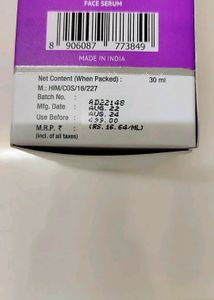 FACE SERUM
8 906087 773849
MADE IN INDIA
Net Content (When Packed) : 30 ml
M.: HIM/COS/16/227
Batch No. : AD22148
Mfg. Date : AUG.22
Use Before : AUG.24
M.R.P. ₹ : 499.00
(incl. of all taxes) (RS.16.64/ML)